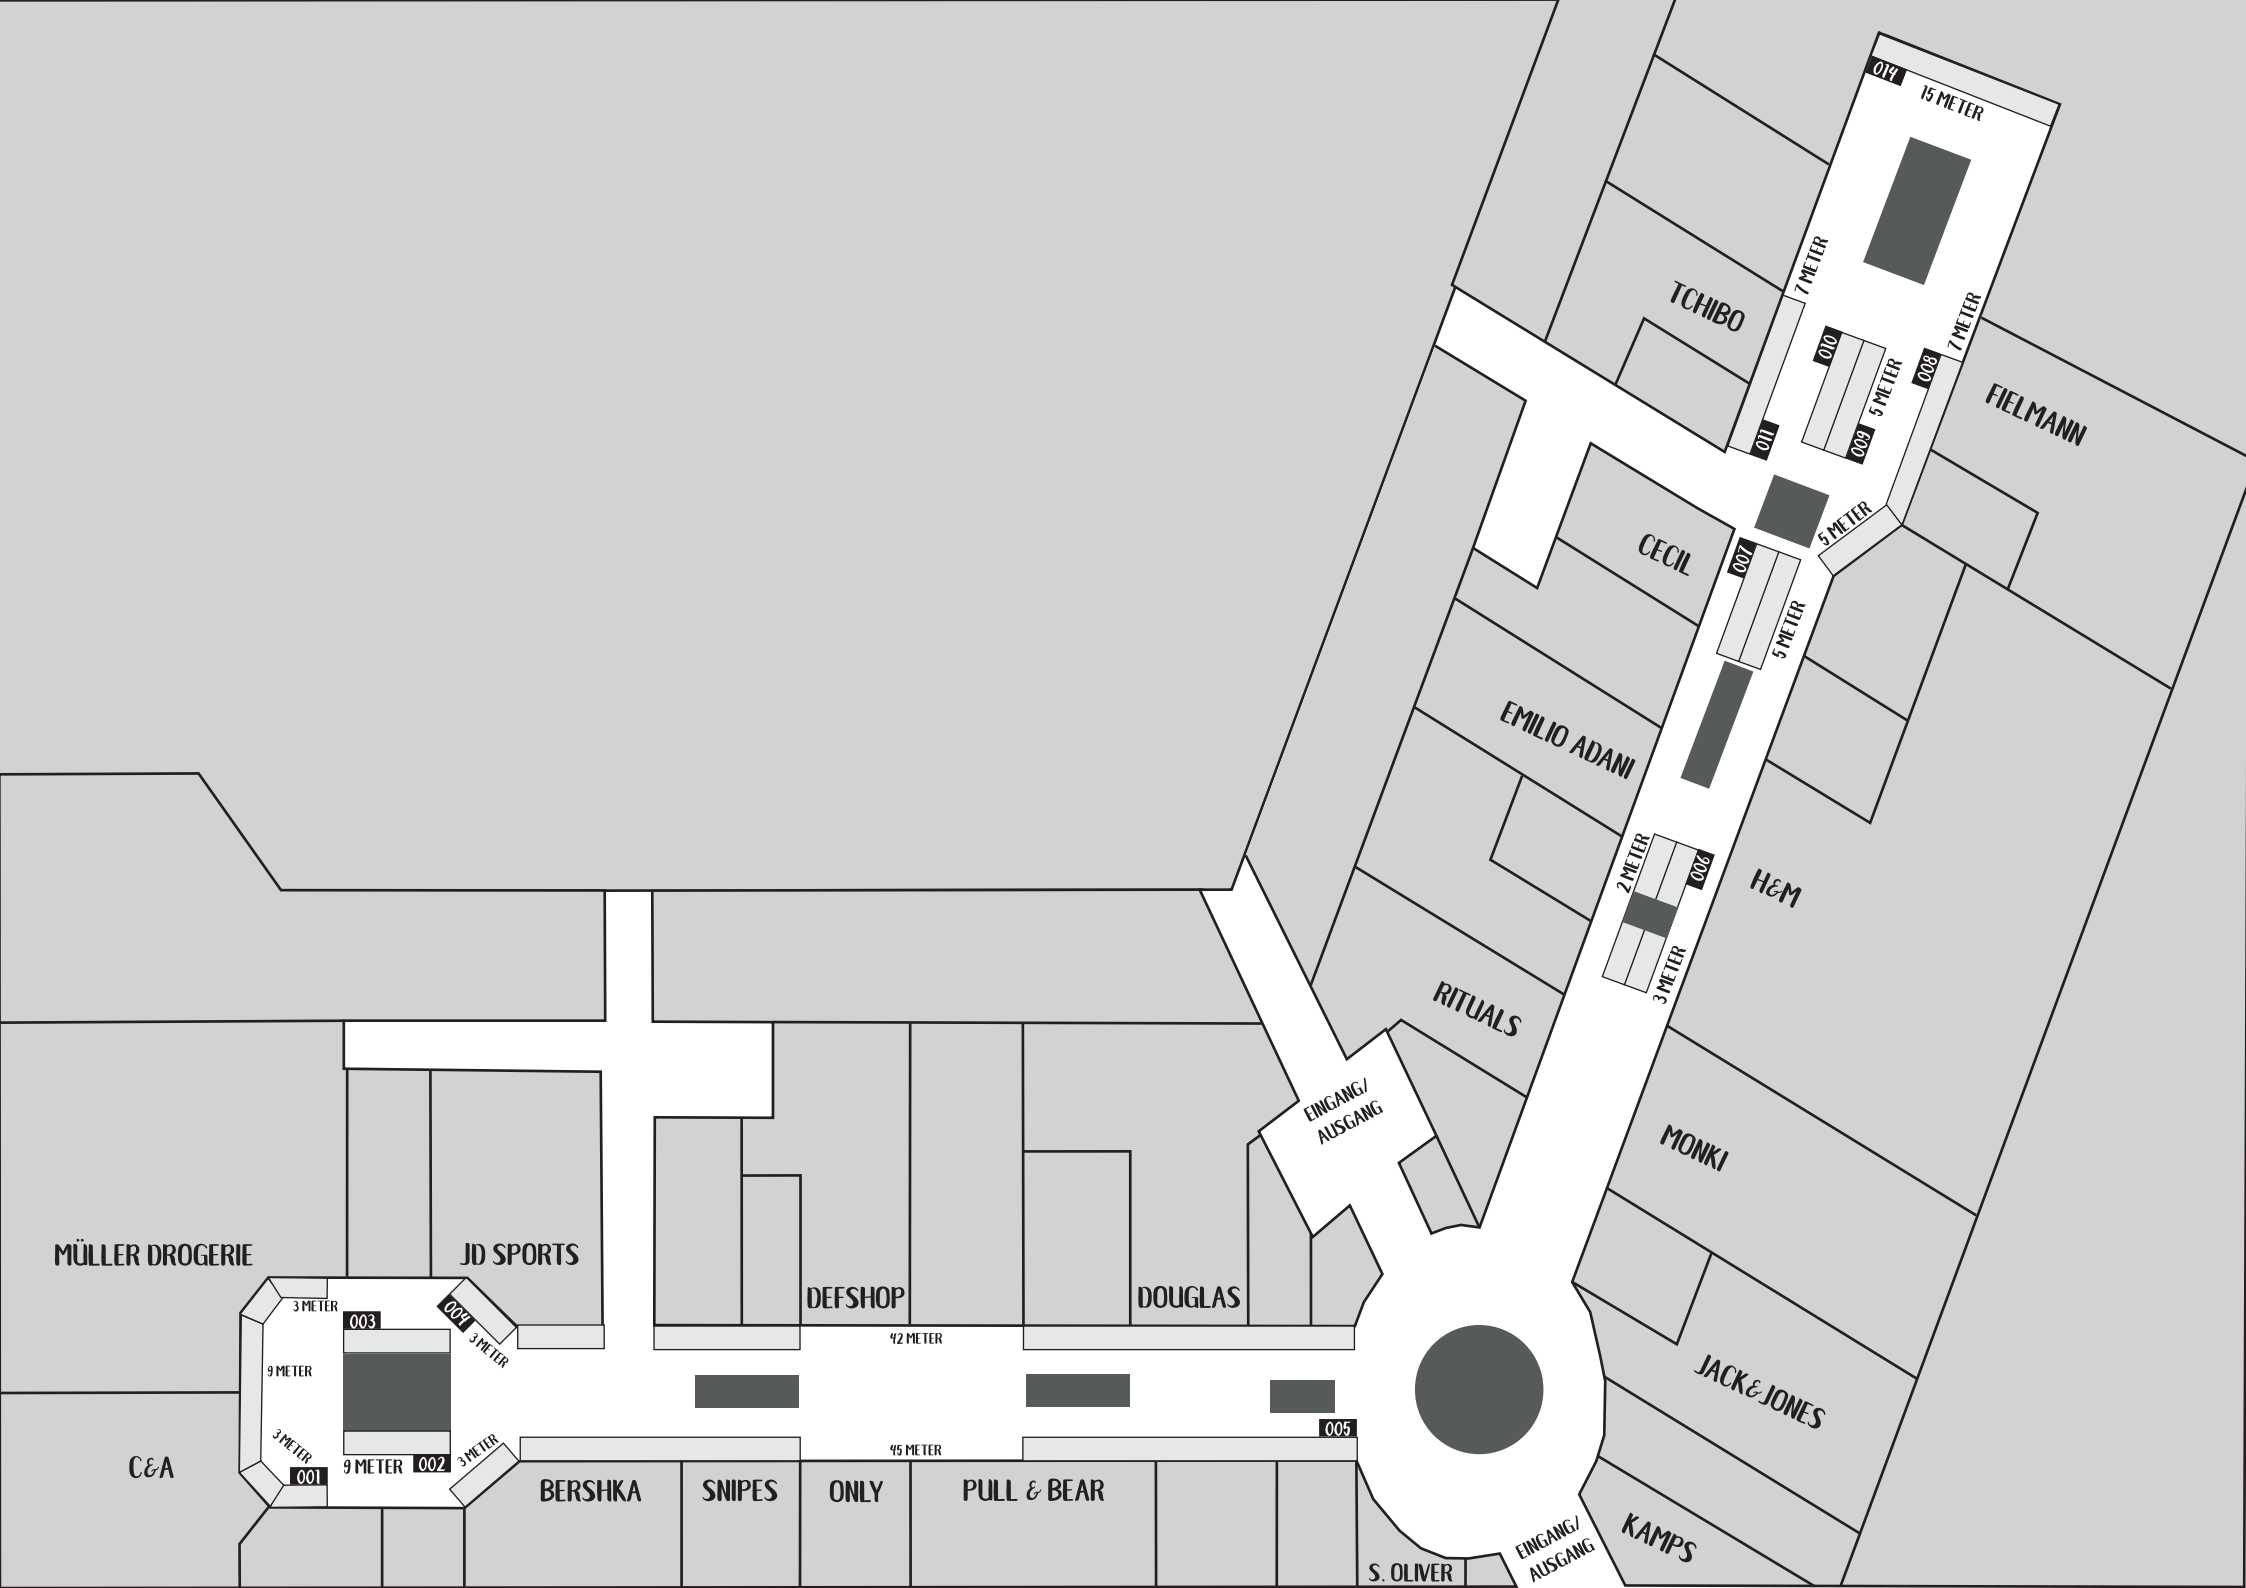 014
15 METER
7 METER
TCHIBO
7 METER
010
5 METER
008
FIELMANN
011
009
5 METER
CECIL
007
5 METER
EMILIO ADANI
2 METER
006
H&M
3 METER
RITUALS
EINGANG/
AUSGANG
MONKI
MÜLLER DROGERIE
JD SPORTS
DEFSHOP
DOUGLAS
3 METER
003
004
3 METER
42 METER
9 METER
JACK&JONES
005
3 METER
001
9 METER
002
3 METER
45 METER
C&A
BERSHKA
SNIPES
ONLY
PULL & BEAR
EINGANG/
AUSGANG
KAMPS
S. OLIVER